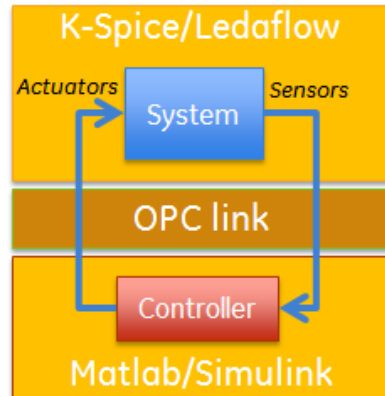 K-Spice/Ledaflow
Actuators
Sensors
System
OPC link
Controller
Matlab/Simulink